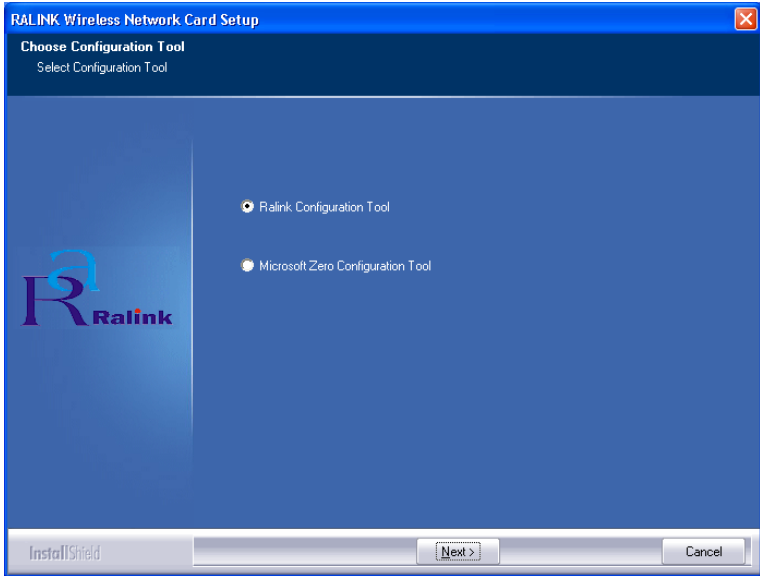 RALINK Wireless Network Card Setup
Choose Configuration Tool
Select Configuration Tool
Ralink Configuration Tool
Microsoft Zero Configuration Tool
Ra
Ralink
InstallShield
Next >
Cancel